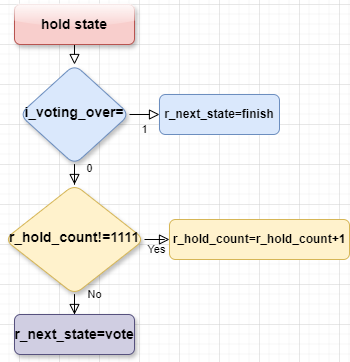 hold state
i_voting_over=
1
r_next_state=finish
0
r_hold_count!=1111
Yes
r_hold_count=r_hold_count+1
No
r_next_state=vote